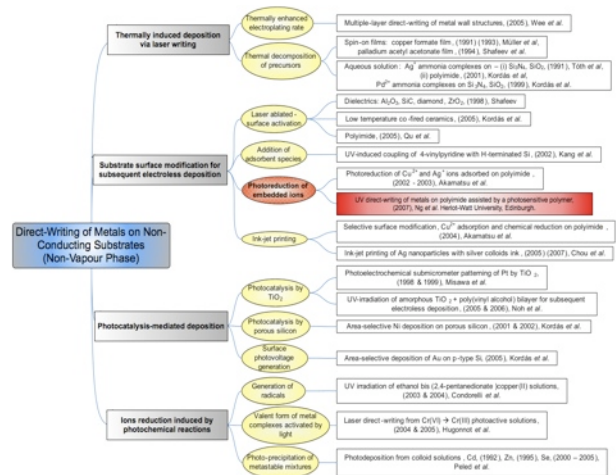 Direct-Writing of Metals on Non-
Conducting Substrates
(Non-Vapour Phase)
Thermally induced deposition
via laser writing
Thermally enhanced
electroplating rate
Multiple-layer direct-writing of metal wall structures, (2005), Wee et al.
Thermal decomposition
of precursors
Spin-on films: copper formate film, (1991) (1993), Müller et al,
palladium acetyl acetonate film, (1994), Shafeev et al.
Aqueous solution : Ag+ ammonia complexes on – (i) Si3N4, SiO2, (1991), Tóth et al,
(ii) polyimide, (2001), Kordás et al.
Pd2+ ammonia complexes on Si3N4, SiO2, (1999), Kordás et al.
Substrate surface modification for
subsequent electroless deposition
Laser ablated-
surface activation
Dielectrics: Al2O3, SiC, diamond, ZrO2, (1998), Shafeev
Low temperature co-fired ceramics, (2005), Kordás et al.
Polyimide, (2005), Qu et al.
Addition of
adsorbent species
UV-induced coupling of 4-vinylpyridine with H-terminated Si, (2002), Kang et al.
Photoreduction of
embedded ions
Photoreduction of Cu2+ and Ag+ ions adsorbed on polyimide ,
(2002 - 2003), Akamatsu et al.
UV direct-writing of metals on polyimide assisted by a photosensitive polymer,
(2007), Ng et al. Heriot-Watt University, Edinburgh.
Ink-jet printing
Selective surface modification, Cu2+ adsorption and chemical reduction on polyimide ,
(2004), Akamatsu et al.
Ink-jet printing of Ag nanoparticles with silver colloids ink, (2005) (2007), Chou et al.
Photocatalysis-mediated deposition
Photocatalysis by
TiO2
Photoelectrochemical submicrometer patterning of Pt by TiO2,
(1998 & 1999), Misawa et al.
UV-irradiation of amorphous TiO2 + poly(vinyl alcohol) bilayer for subsequent
electroless deposition, (2005 & 2006), Noh et al.
Photocatalysis by
porous silicon
Area-selective Ni deposition on porous silicon, (2001 & 2002), Kordás et al.
Surface
photovoltage
generation
Area-selective deposition of Au on p-type Si, (2005), Kordás et al.
Ions reduction induced by
photochemical reactions
Generation of
radicals
UV irradiation of ethanol bis (2,4-pentanedionate )copper(II) solutions,
(2003 & 2004), Condorelli et al.
Valent form of metal
complexes activated by
light
Laser direct-writing from Cr(VI) → Cr(III) photoactive solutions,
(2004 & 2005), Hugonnot et al.
Photo-precipitation of
metastable mixtures
Photodeposition from colloid solutions , Cd, (1992), Zn, (1995), Se, (2000 – 2005),
Peled et al.